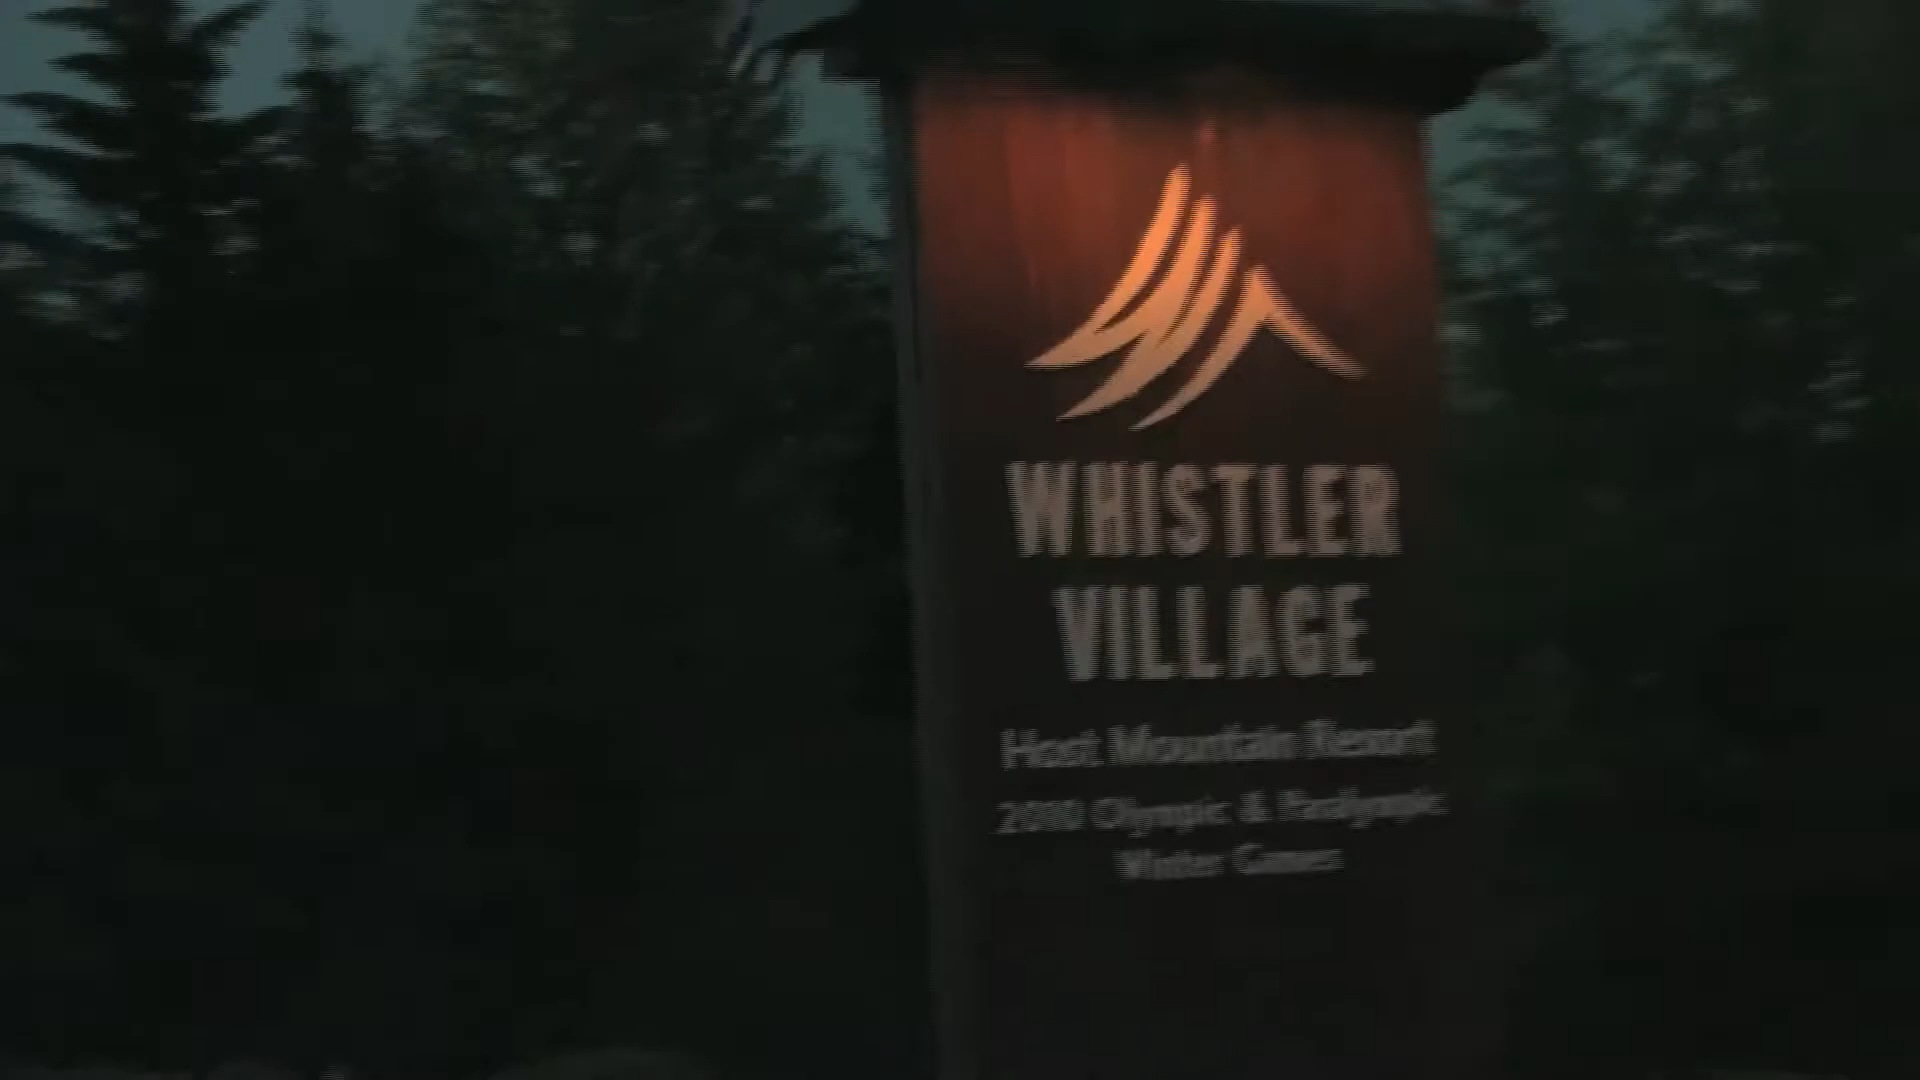 WHISTLER
VILLAGE
Host Mountain Resort
2010 Olympic & Paralympic
Winter Games